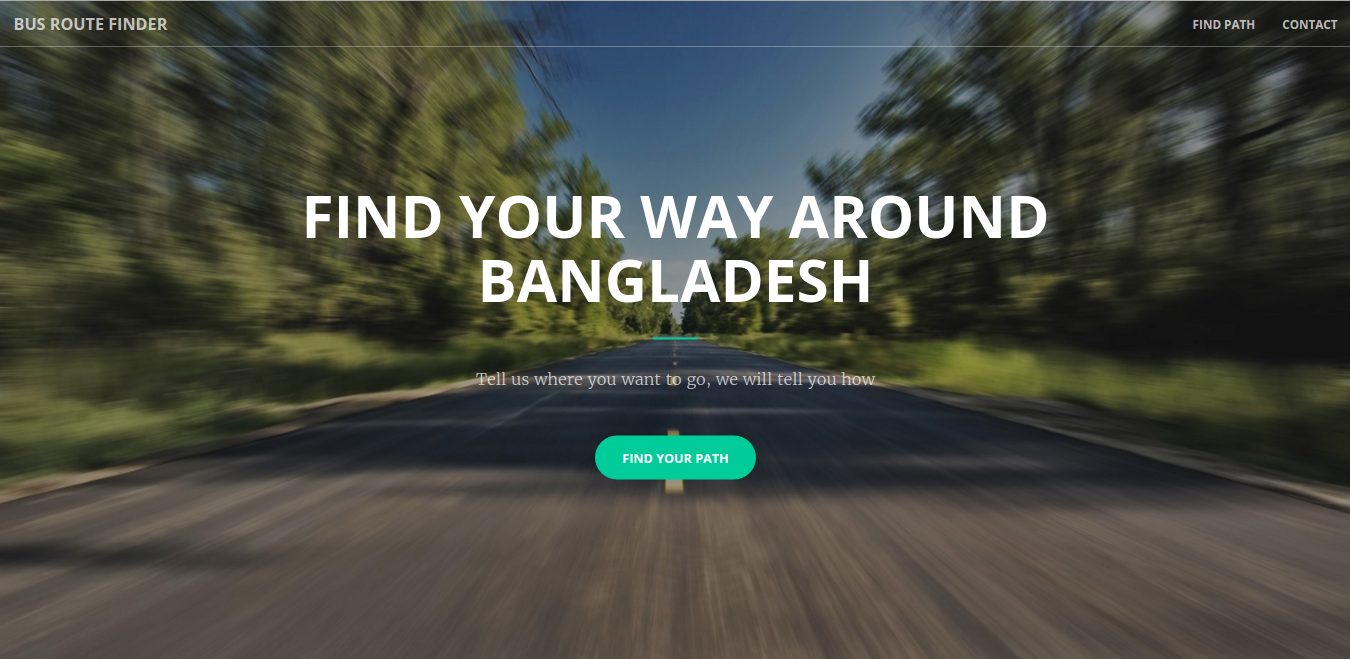 BUS ROUTE FINDER
FIND PATH
CONTACT
FIND YOUR WAY AROUND
BANGLADESH
Tell us where you want to go, we will tell you how
FIND YOUR PATH